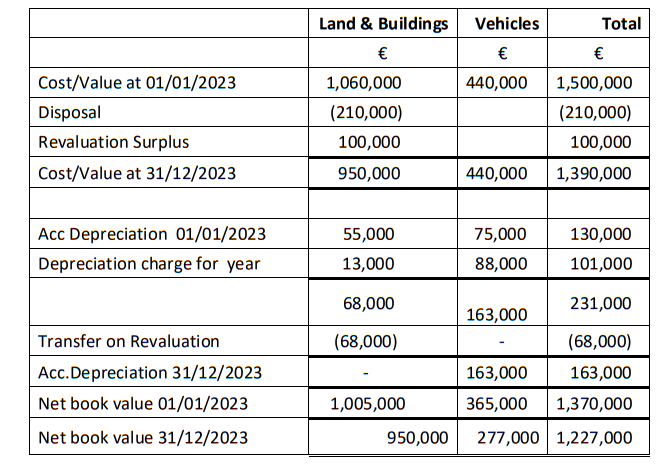 Land & Buildings Vehicles Total
€ € €
Cost/Value at 01/01/2023 1,060,000 440,000 1,500,000
Disposal (210,000) (210,000)
Revaluation Surplus 100,000 100,000
Cost/Value at 31/12/2023 950,000 440,000 1,390,000
Acc Depreciation 01/01/2023 55,000 75,000 130,000
Depreciation charge for year 13,000 88,000 101,000
68,000 163,000 231,000
Transfer on Revaluation (68,000) - (68,000)
Acc.Depreciation 31/12/2023 - 163,000 163,000
Net book value 01/01/2023 1,005,000 365,000 1,370,000
Net book value 31/12/2023 950,000 277,000 1,227,000